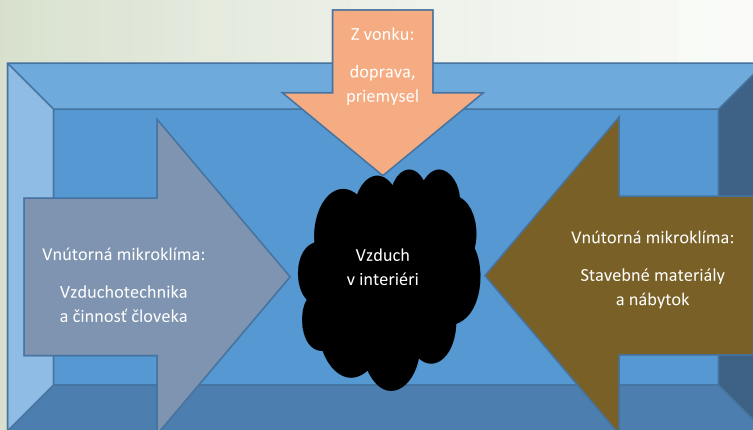 Z vonku:
doprava,
priemysel
Vnútorná mikroklíma:
Vzduchotechnika
a činnosť človeka
Vzduch
v interiéri
Vnútorná mikroklíma:
Stavebné materiály
a nábytok